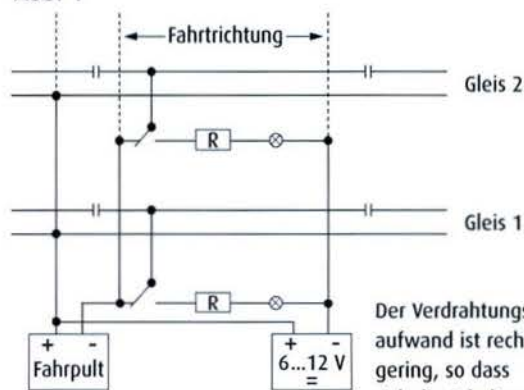 Fahrtrichtung
Gleis 2
R
Gleis 1
R
+ -
Fahrpult
+ -
6...12 V
=
Der Verdrahtungs
aufwand ist rech
gering, so dass